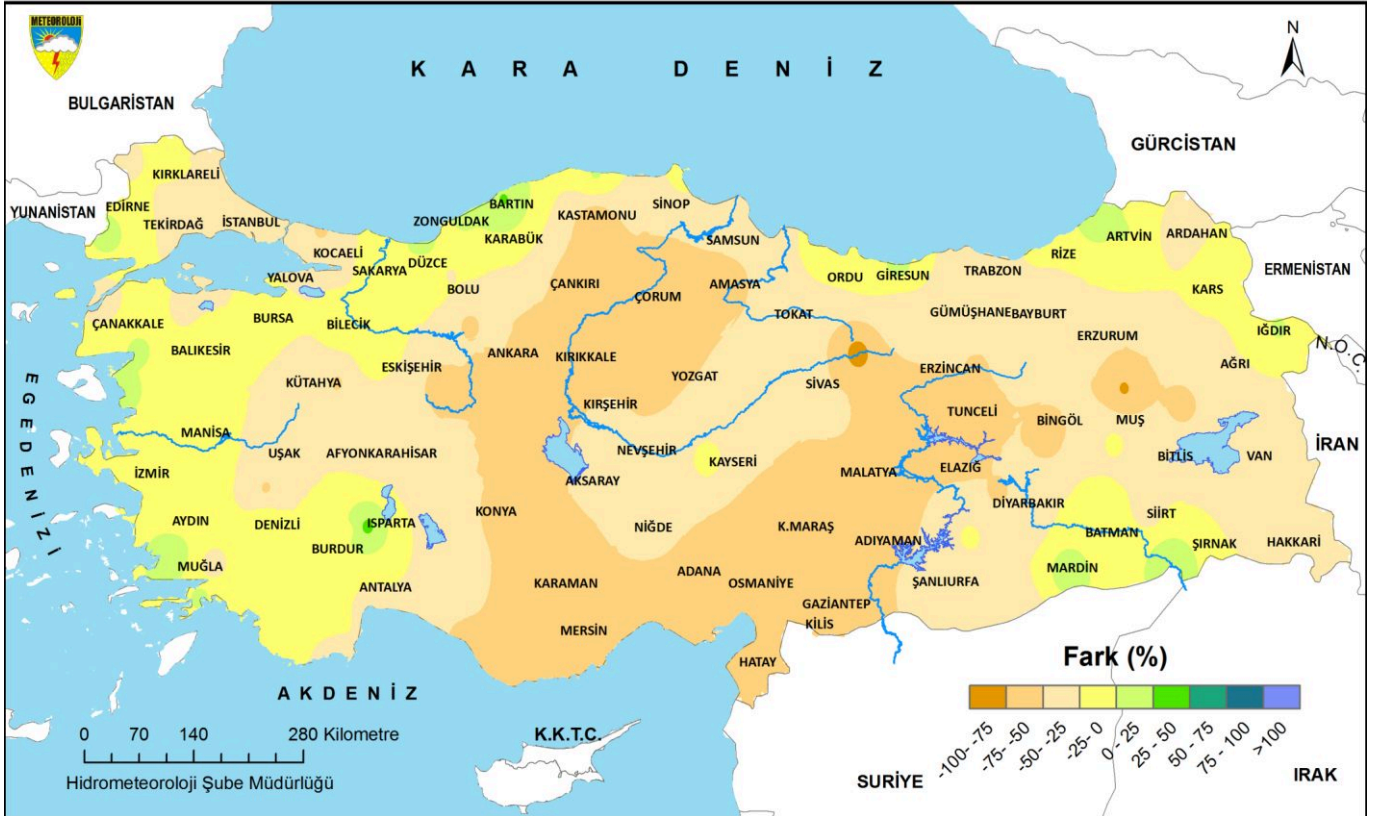 METEOROLOJİ
N
K A R A D E N İ Z
BULGARİSTAN
GÜRCİSTAN
YUNANİSTAN
ERMENİSTAN
N.Ö.C.
İRAN
EGE DENİZİ
KIRKLARELİ
EDİRNE
TEKİRDAĞ
İSTANBUL
KOCAELİ
YALOVA
SAKARYA
DÜZCE
ZONGULDAK
BARTIN
KARABÜK
BOLU
KASTAMONU
SİNOP
SAMSUN
ÇANKIRI
ÇORUM
AMASYA
TOKAT
ORDU
GİRESUN
TRABZON
RİZE
ARTVİN
ARDAHAN
KARS
IĞDIR
GÜMÜŞHANE
BAYBURT
ERZURUM
AĞRI
ÇANAKKALE
BALIKESİR
BURSA
BİLECİK
ESKİŞEHİR
KÜTAHYA
ANKARA
KIRIKKALE
YOZGAT
KIRŞEHİR
SİVAS
ERZİNCAN
TUNCELİ
BİNGÖL
MUŞ
BİTLİS
VAN
MANİSA
UŞAK
AFYONKARAHİSAR
İZMİR
AYDIN
DENİZLİ
ISPARTA
BURDUR
MUĞLA
ANTALYA
KONYA
AKSARAY
NEVŞEHİR
KAYSERİ
NİĞDE
MALATYA
ELAZIĞ
DİYARBAKIR
SİİRT
BATMAN
ŞIRNAK
HAKKARİ
MARDİN
K.MARAŞ
ADIYAMAN
ŞANLIURFA
KARAMAN
ADANA
OSMANİYE
GAZİANTEP
KİLİS
MERSİN
HATAY
A K D E N İ Z
K.K.T.C.
SURİYE
IRAK
0 70 140 280 Kilometre
Hidrometeoroloji Şube Müdürlüğü
Fark (%)
-100--75
-75--50
-50--25
-25- 0
0 - 25
25 - 50
50 - 75
75 - 100
>100